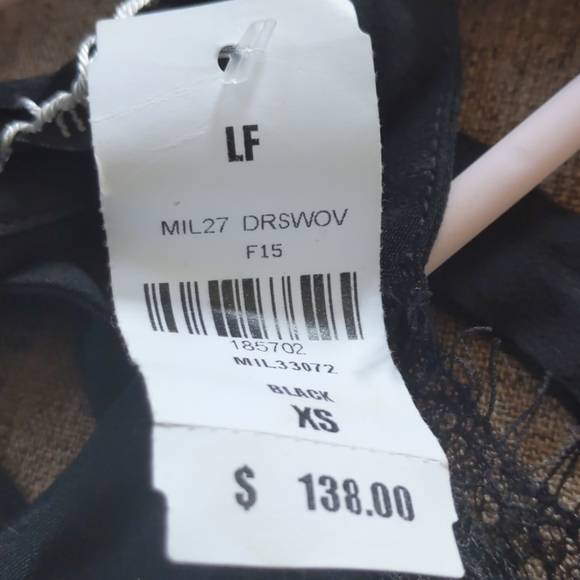 LF
MIL27 DRSWOV
F15
185702
MIL33072
BLACK
XS
$ 138.00